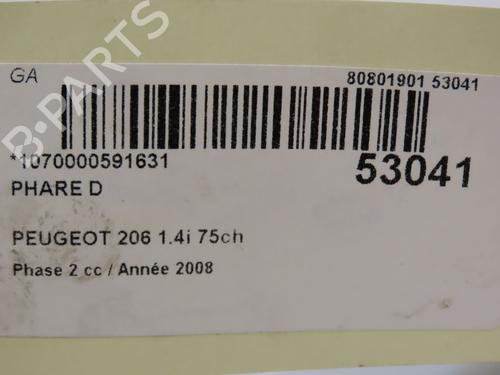 GA
80801901 53041
B-PARTS
*1070000591631
53041
PHARE D
PEUGEOT 206 1.4i 75ch
Phase 2 cc / Année 2008